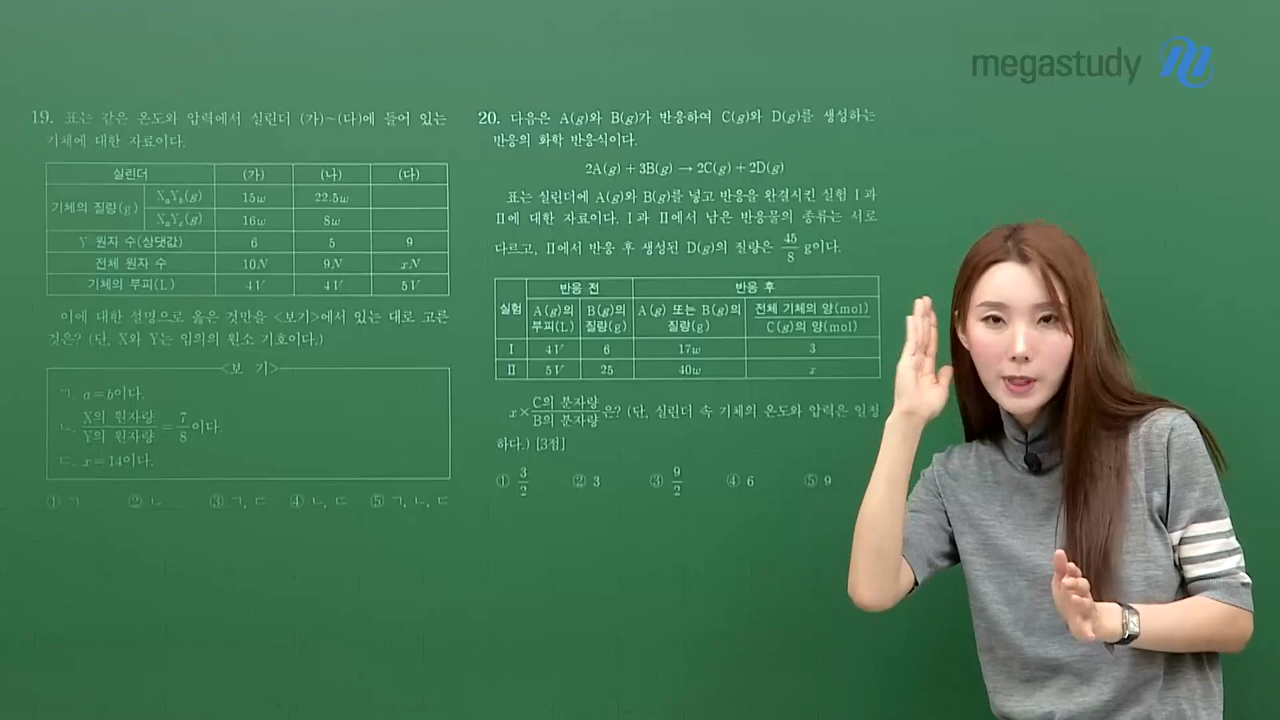 megastudy
19. 표는 같은 온도와 압력에서 실린더 (가)~(다)에 들어 있는
기체에 대한 자료이다.
실린더 (가) (나) (다)
기체의 질량(g) XaYb(g) 15w 22.5w
XaYc(g) 16w 8w
Y 원자 수(상댓값) 6 5 9
전체 원자 수 10N 9N xN
기체의 부피(L) 4V 4V 5V
이에 대한 설명으로 옳은 것만을 <보기>에서 있는 대로 고른
것은? (단, X와 Y는 임의의 원소 기호이다.)
<보 기>
ㄱ. a=b이다.
ㄴ. X의 원자량/Y의 원자량 = 7/8이다.
ㄷ. x=14이다.
① ㄱ ② ㄴ ③ ㄱ, ㄷ ④ ㄴ, ㄷ ⑤ ㄱ, ㄴ, ㄷ
20. 다음은 A(g)와 B(g)가 반응하여 C(g)와 D(g)를 생성하는
반응의 화학 반응식이다.
2A(g)+3B(g) → 2C(g)+2D(g)
표는 실린더에 A(g)와 B(g)를 넣고 반응을 완결시킨 실험 Ⅰ과
Ⅱ에 대한 자료이다. Ⅰ과 Ⅱ에서 남은 반응물의 종류는 서로
다르고, Ⅱ에서 반응 후 생성된 D(g)의 질량은 45/8 g이다.
실험 반응 전 반응 후
A(g)의 부피(L) B(g)의 질량(g) A(g) 또는 B(g)의 질량(g) 전체 기체의 양(mol)/C(g)의 양(mol)
Ⅰ 4V 6 17w 3
Ⅱ 5V 25 40w x
x× C의 분자량/B의 분자량 은? (단, 실린더 속 기체의 온도와 압력은 일정
하다.) [3점]
① 3/2 ② 3 ③ 9/2 ④ 6 ⑤ 9